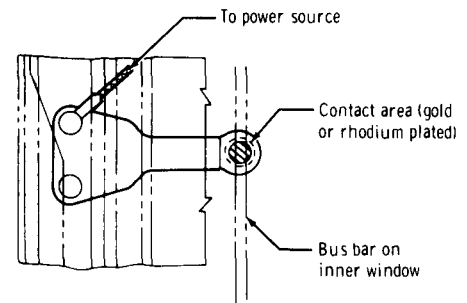 To power source
Contact area (gold
or rhodium plated)
Bus bar on
inner window